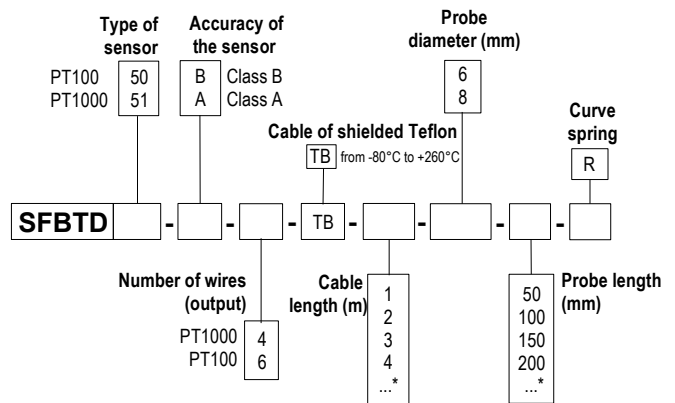 Type of
sensor
PT100 50
PT1000 51
Accuracy of
the sensor
B Class B
A Class A
Probe
diameter (mm)
6
8
Cable of shielded Teflon
TB from -80°C to +260°C
Curve
spring
R
SFBTD - - - TB - - - -
Number of wires
(output)
PT1000 4
PT100 6
Cable
length (m)
1
2
3
4
...*
Probe length
(mm)
50
100
150
200
...*